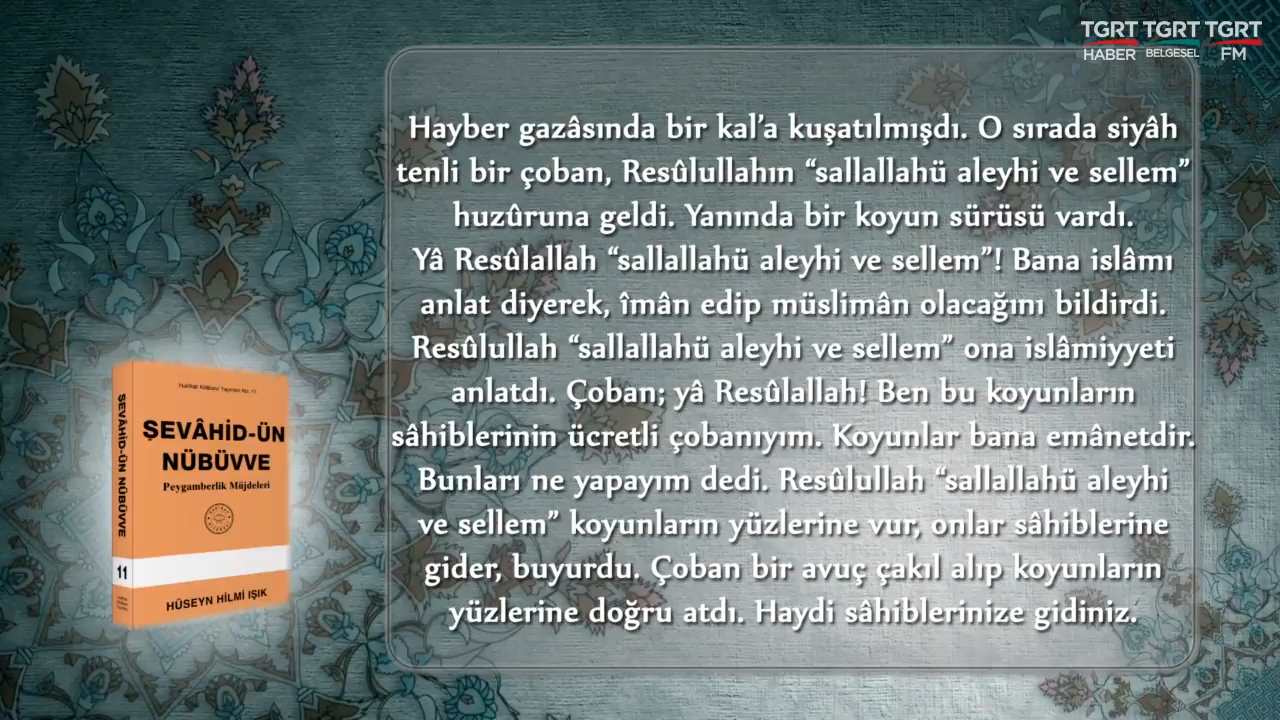 TGRT TGRT TGRT
HABER BELGESEL FM
Hayber gazâsında bir kal’a kuşatılmışdı. O sırada siyâh
tenli bir çoban, Resûlullahın “sallallahü aleyhi ve sellem”
huzûruna geldi. Yanında bir koyun sürüsü vardı.
Yâ Resûlallah “sallallahü aleyhi ve sellem”! Bana islâmı
anlat diyerek, îmân edip müslimân olacağını bildirdi.
Resûlullah “sallallahü aleyhi ve sellem” ona islâmiyyeti
anlatdı. Çoban; yâ Resûlallah! Ben bu koyunların
sâhiblerinin ücretli çobanıyım. Koyunlar bana emânetdir.
Bunları ne yapayım dedi. Resûlullah “sallallahü aleyhi
ve sellem” koyunların yüzlerine vur, onlar sâhiblerine
gider, buyurdu. Çoban bir avuç çakıl alıp koyunların
yüzlerine doğru atdı. Haydi sâhiblerinize gidiniz.
Hakîkat Kitâbevi Yayınları No: 11
ŞEVÂHİD-ÜN
NÜBÜVVE
Peygamberlik Müjdeleri
HÜSEYN HİLMİ IŞIK
ŞEVÂHİD-ÜN NÜBÜVVE
11